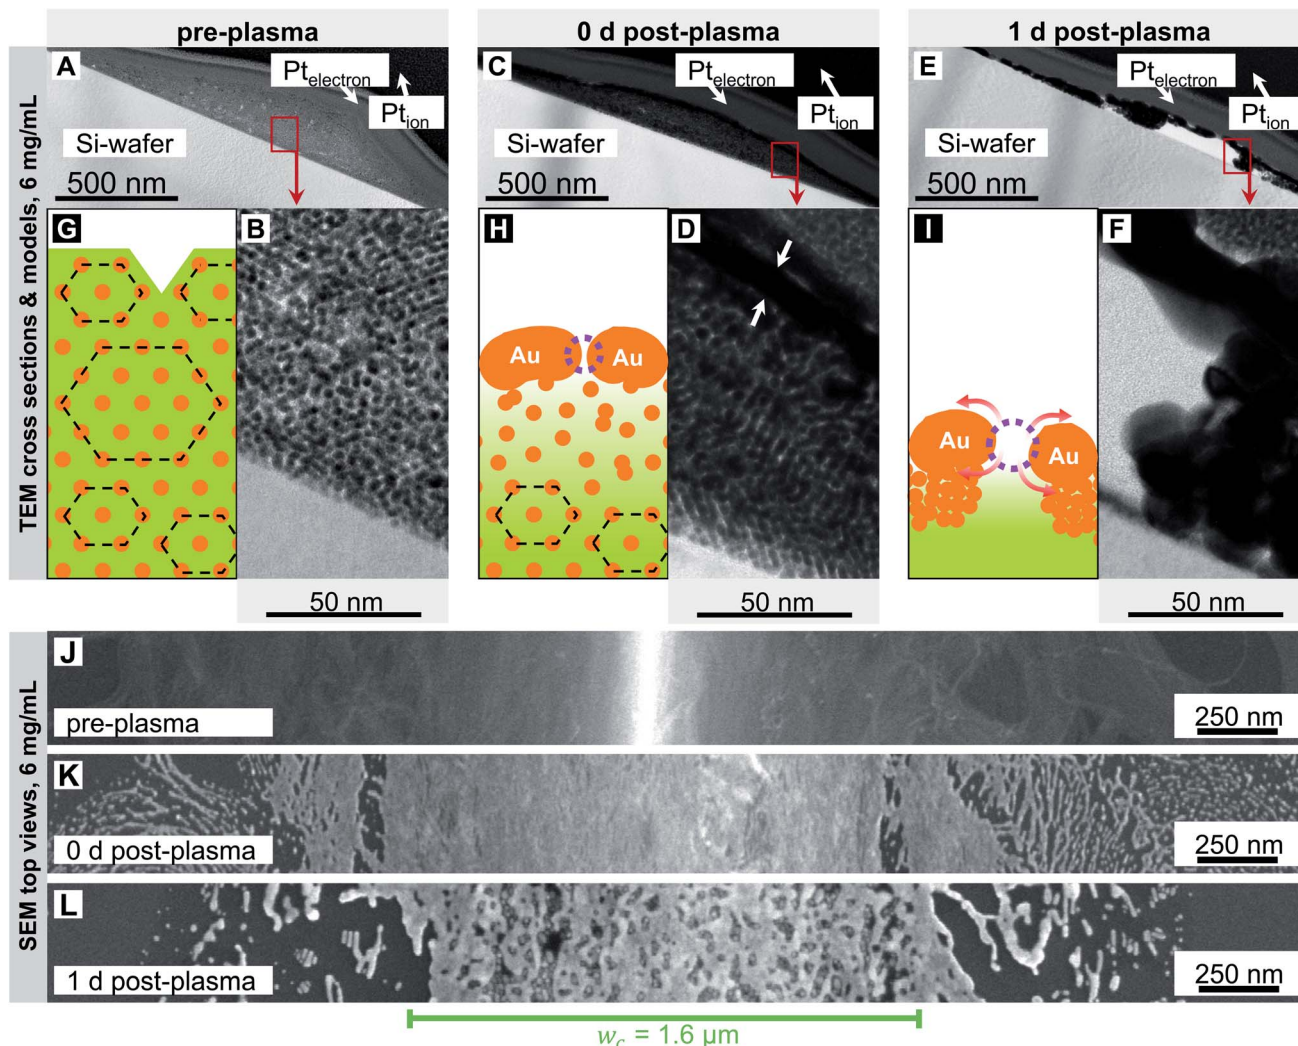 pre-plasma
0 d post-plasma
1 d post-plasma
TEM cross sections & models, 6 mg/mL
A
Pt_electron
Pt_ion
Si-wafer
500 nm
C
Pt_electron
Pt_ion
Si-wafer
500 nm
E
Pt_electron
Pt_ion
Si-wafer
500 nm
G
B
50 nm
H
Au Au
D
50 nm
I
Au Au
F
50 nm
SEM top views, 6 mg/mL
J
pre-plasma
250 nm
K
0 d post-plasma
250 nm
L
1 d post-plasma
250 nm
w_c = 1.6 µm